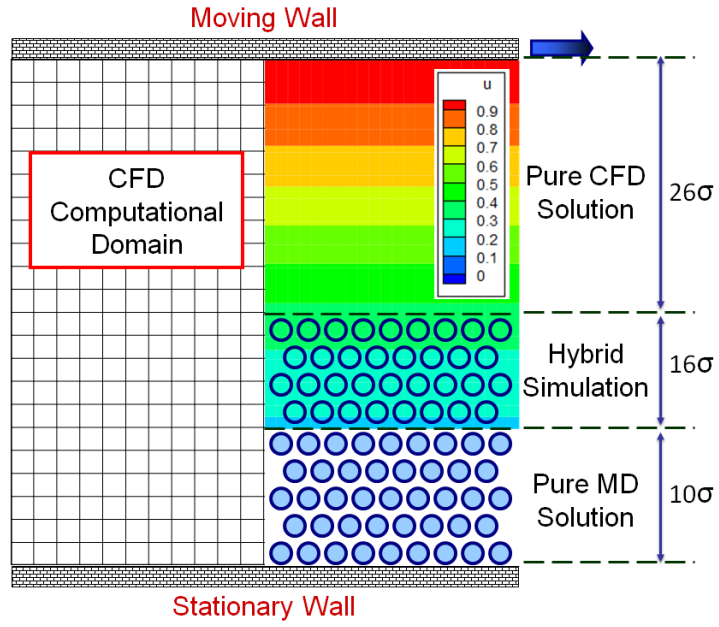 Moving Wall
CFD
Computational
Domain
u
0.9
0.8
0.7
0.6
0.5
0.4
0.3
0.2
0.1
0
Pure CFD
Solution
26σ
Hybrid
Simulation
16σ
Pure MD
Solution
10σ
Stationary Wall